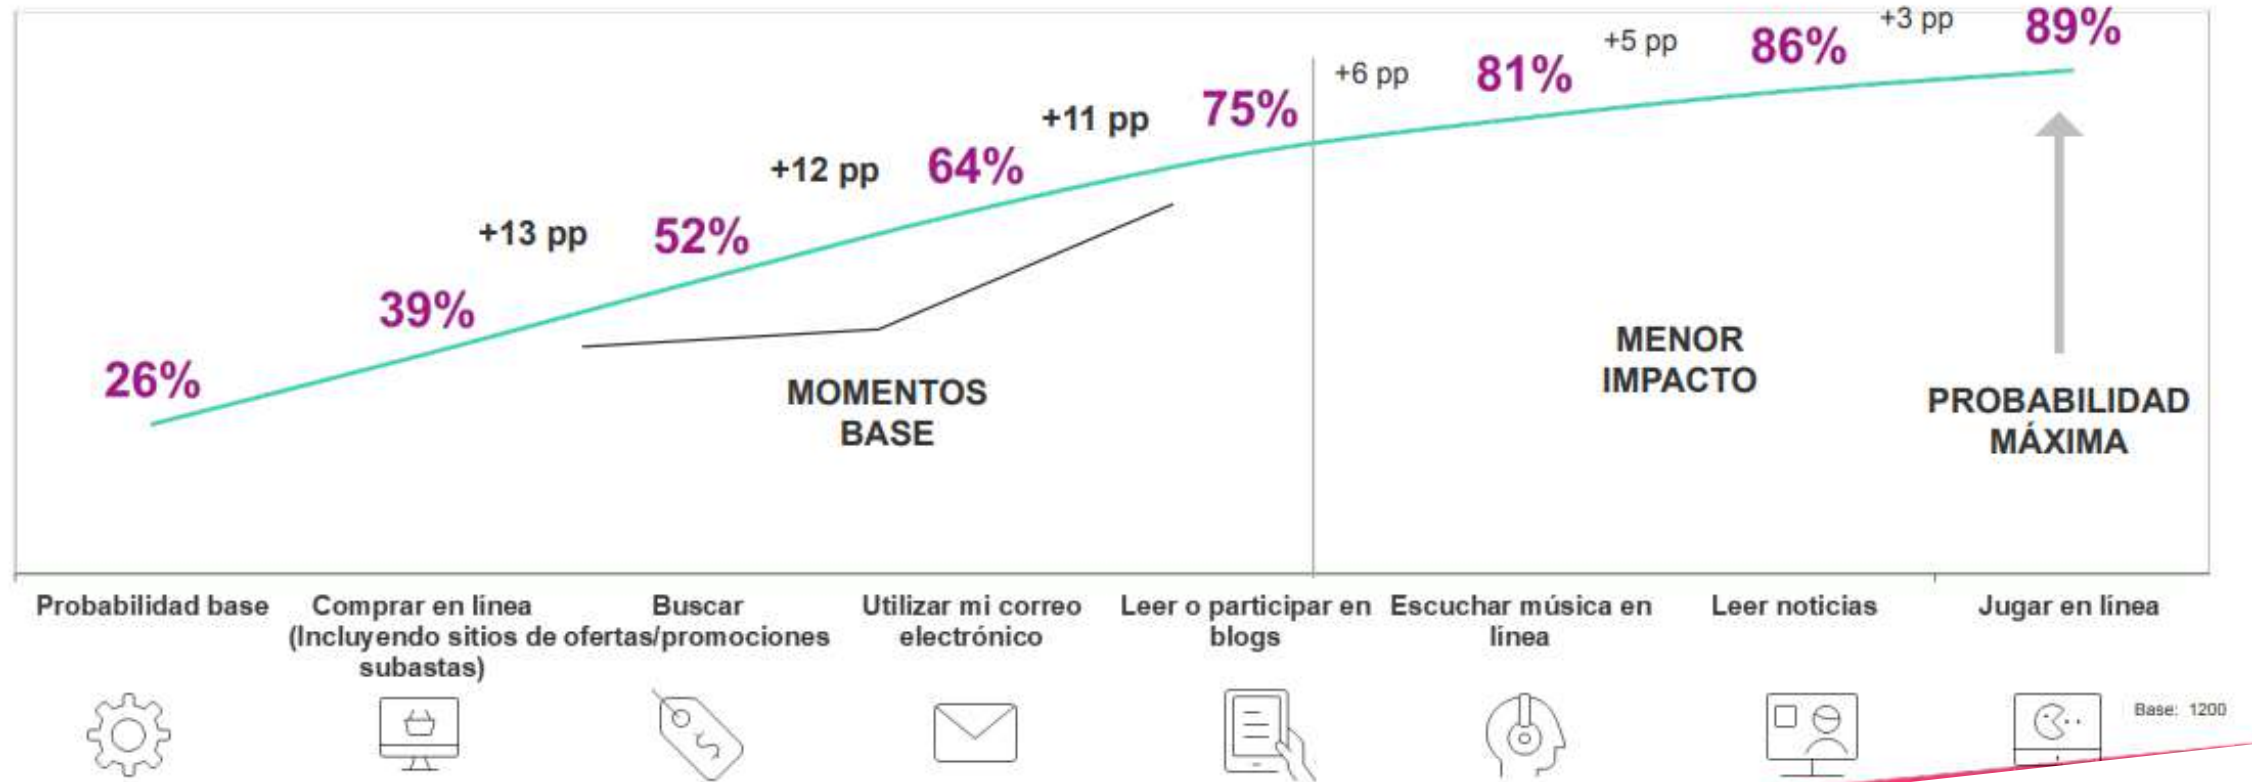 26%
39%
+13 pp
52%
+12 pp
64%
+11 pp
75%
+6 pp
81%
+5 pp
86%
+3 pp
89%
MOMENTOS
BASE
MENOR
IMPACTO
PROBABILIDAD
MÁXIMA
Probabilidad base
Comprar en línea
(Incluyendo sitios de
subastas)
Buscar
ofertas/promociones
Utilizar mi correo
electrónico
Leer o participar en
blogs
Escuchar música en
línea
Leer noticias
Jugar en línea
Base: 1200